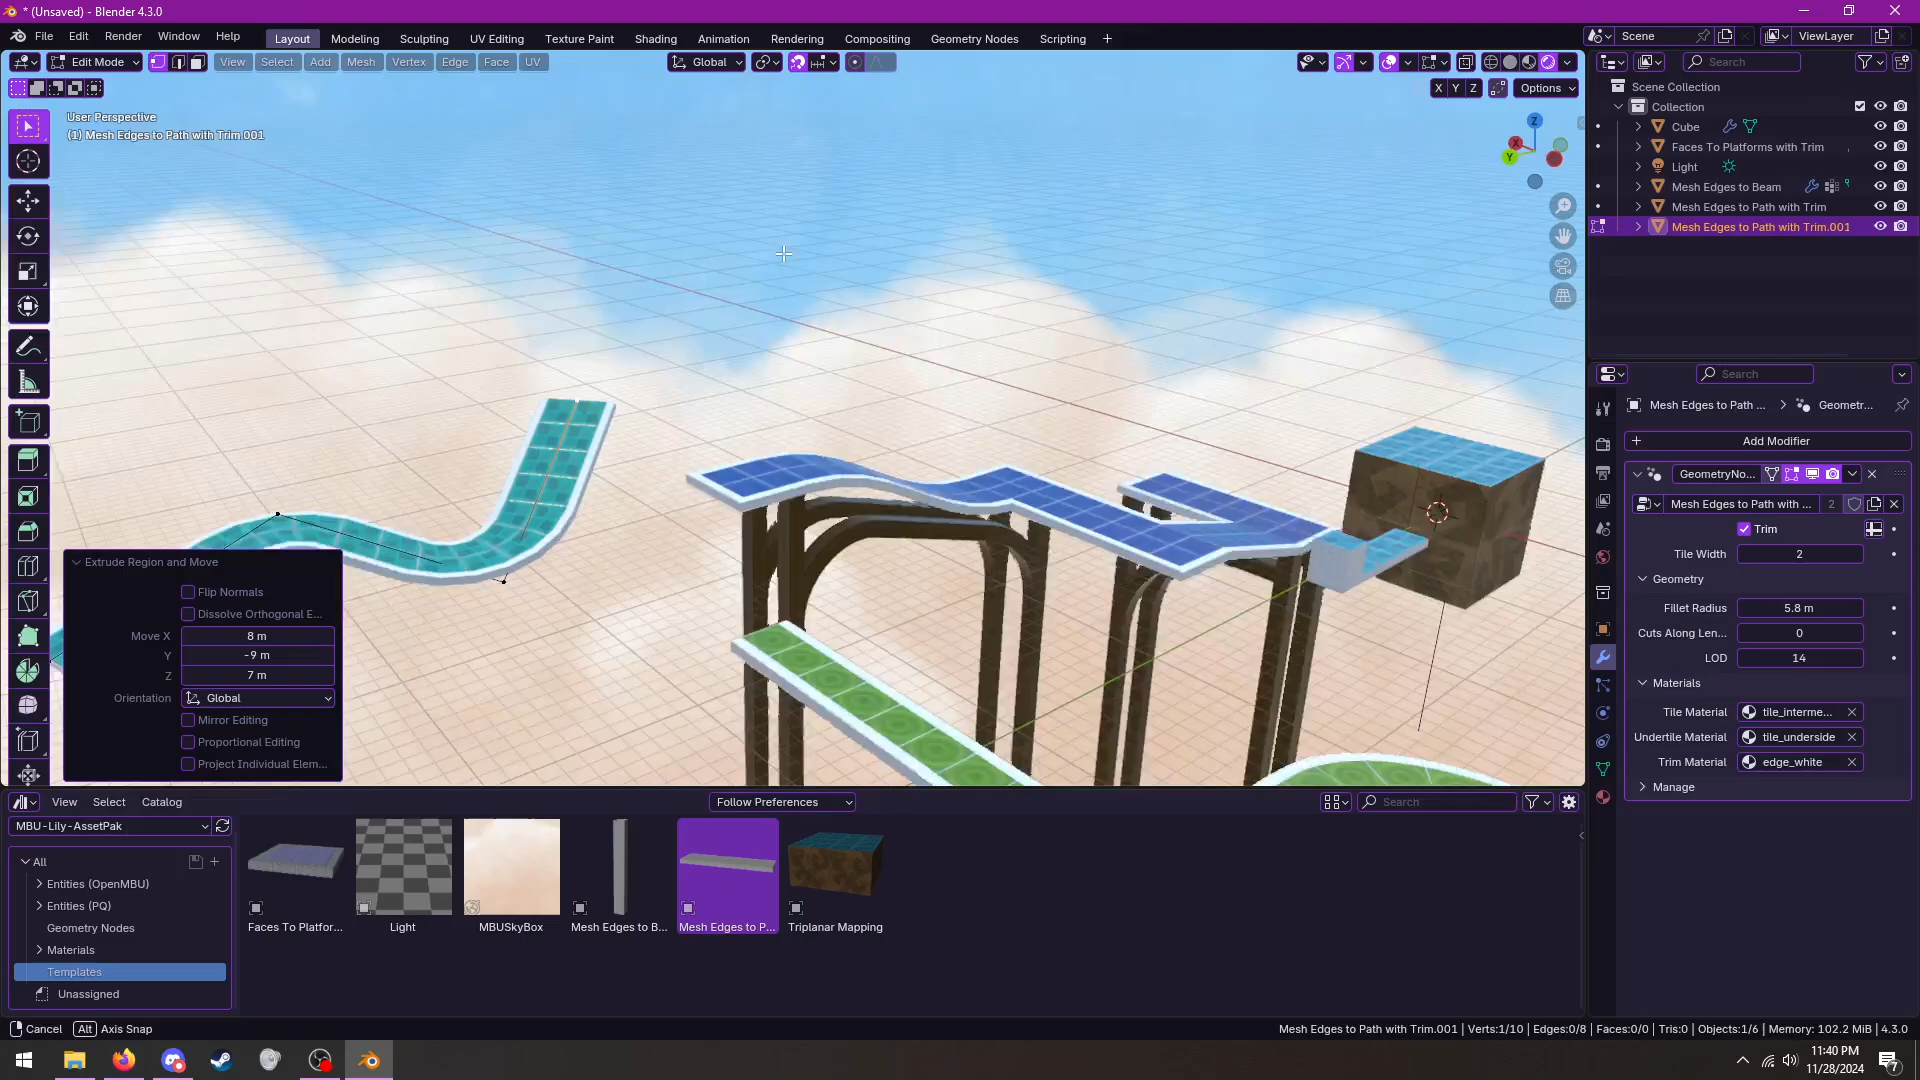 * (Unsaved) - Blender 4.3.0
File Edit Render Window Help Layout Modeling Sculpting UV Editing Texture Paint Shading Animation Rendering Compositing Geometry Nodes Scripting + Scene ViewLayer
Edit Mode View Select Add Mesh Vertex Edge Face UV Global Search
X Y Z Options
Scene Collection
Collection
User Perspective
(1) Mesh Edges to Path with Trim.001
Cube
Faces To Platforms with Trim
Light
Mesh Edges to Beam
Mesh Edges to Path with Trim
Mesh Edges to Path with Trim.001
Z
X
Y
Search
Mesh Edges to Path ... > Geometr...
+ Add Modifier
GeometryNo...
Mesh Edges to Path with ... 2
Trim
Tile Width 2
Geometry
Fillet Radius 5.8 m
Cuts Along Len... 0
LOD 14
Materials
Tile Material tile_interme...
Undertile Material tile_underside
Trim Material edge_white
Manage
Extrude Region and Move
Flip Normals
Dissolve Orthogonal E...
Move X 8 m
Y -9 m
Z 7 m
Orientation Global
Mirror Editing
Proportional Editing
Project Individual Elem...
View Select Catalog Follow Preferences Search
MBU-Lily-AssetPak
All
Entities (OpenMBU)
Entities (PQ)
Geometry Nodes
Materials
Templates
Unassigned
Faces To Platfor... Light MBUSkyBox Mesh Edges to B... Mesh Edges to P... Triplanar Mapping
Cancel Alt Axis Snap Mesh Edges to Path with Trim.001 | Verts:1/10 | Edges:0/8 | Faces:0/0 | Tris:0 | Objects:1/6 | Memory: 102.2 MiB | 4.3.0
11:40 PM
11/28/2024
7